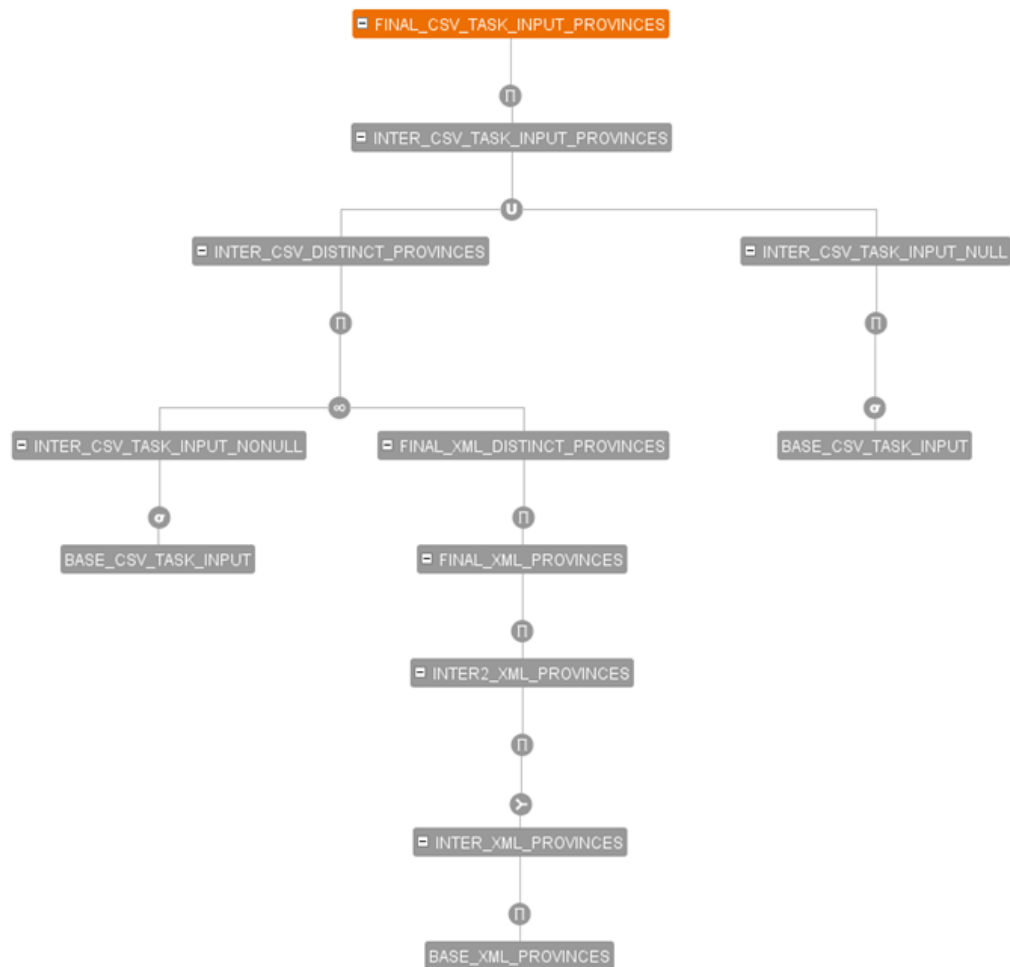 FINAL_CSV_TASK_INPUT_PROVINCES
∏
INTER_CSV_TASK_INPUT_PROVINCES
U
INTER_CSV_DISTINCT_PROVINCES
INTER_CSV_TASK_INPUT_NULL
∏
∏
∞
σ
INTER_CSV_TASK_INPUT_NONULL
FINAL_XML_DISTINCT_PROVINCES
BASE_CSV_TASK_INPUT
σ
∏
BASE_CSV_TASK_INPUT
FINAL_XML_PROVINCES
∏
INTER2_XML_PROVINCES
∏
INTER_XML_PROVINCES
∏
BASE_XML_PROVINCES